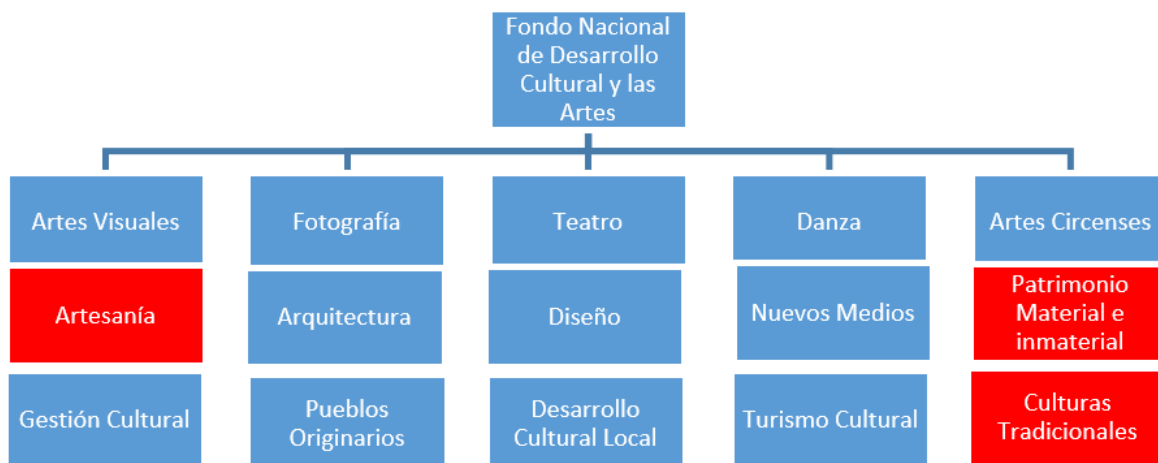 Fondo Nacional
de Desarrollo
Cultural y las
Artes
Artes Visuales
Fotografía
Teatro
Danza
Artes Circenses
Artesanía
Arquitectura
Diseño
Nuevos Medios
Patrimonio
Material e
inmaterial
Gestión Cultural
Pueblos
Originarios
Desarrollo
Cultural Local
Turismo Cultural
Culturas
Tradicionales